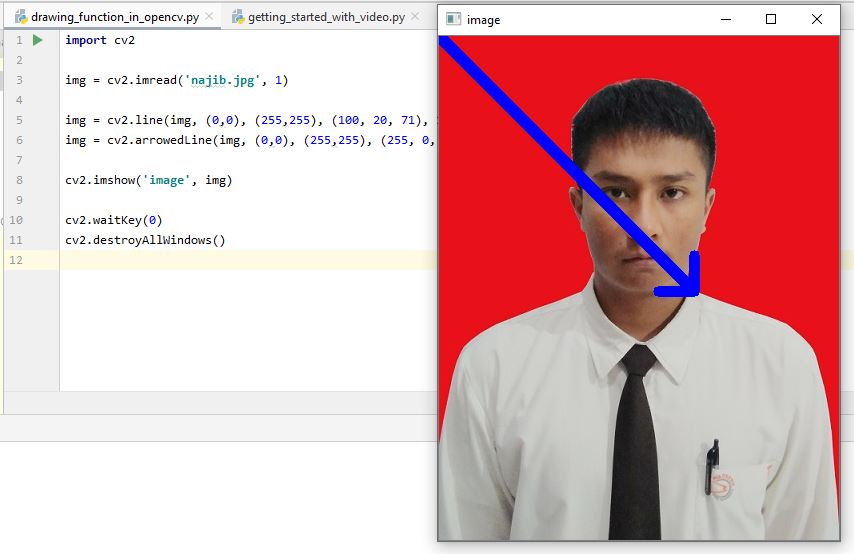 drawing_function_in_opencv.py
getting_started_with_video.py
image
1 import cv2
2
3 img = cv2.imread('najib.jpg', 1)
4
5 img = cv2.line(img, (0,0), (255,255), (100, 20, 71),
6 img = cv2.arrowedLine(img, (0,0), (255,255), (255, 0,
7
8 cv2.imshow('image', img)
9
10 cv2.waitKey(0)
11 cv2.destroyAllWindows()
12